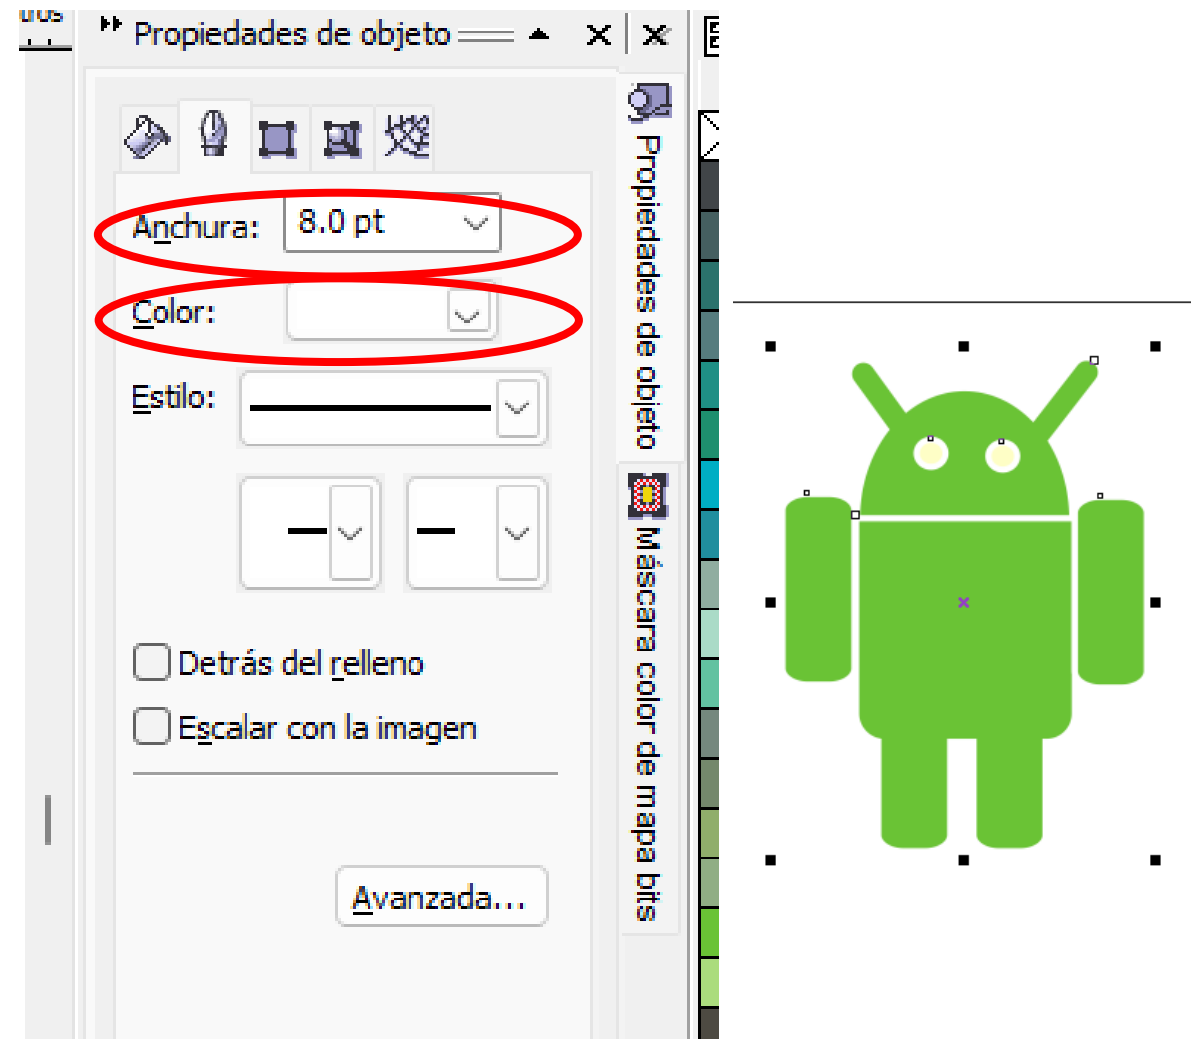 Propiedades de objeto
Anchura: 8.0 pt
Color:
Estilo:
Detrás del relleno
Escalar con la imagen
Avanzada...
Propiedades de objeto
Máscara color de mapa bits